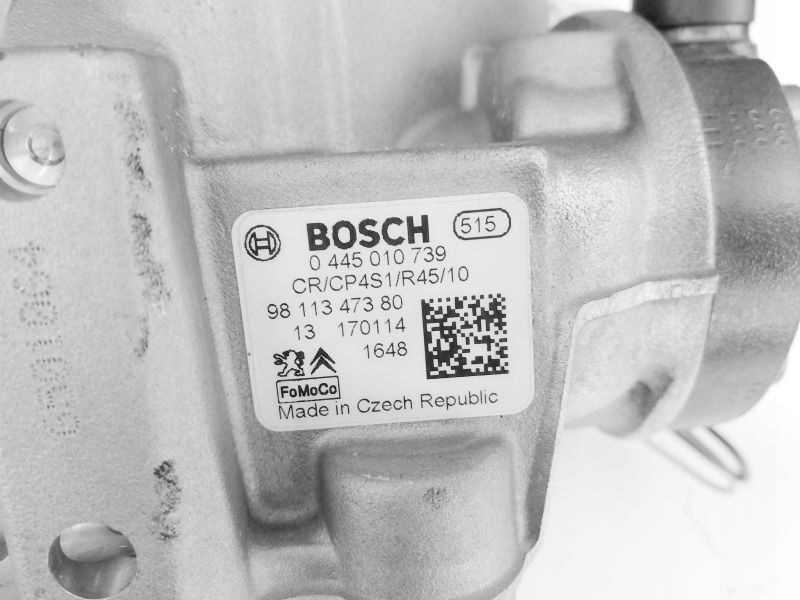 BOSCH 515
0 445 010 739
CR/CP4S1/R45/10
98 113 473 80
13 170114
1648
FoMoCo
Made in Czech Republic